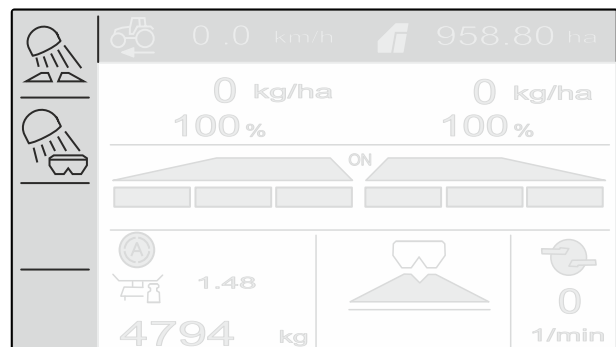 0.0 km/h 958.80 ha
0 kg/ha 0 kg/ha
100 % 100 %
ON
A
1.48
0
4794 kg 1/min